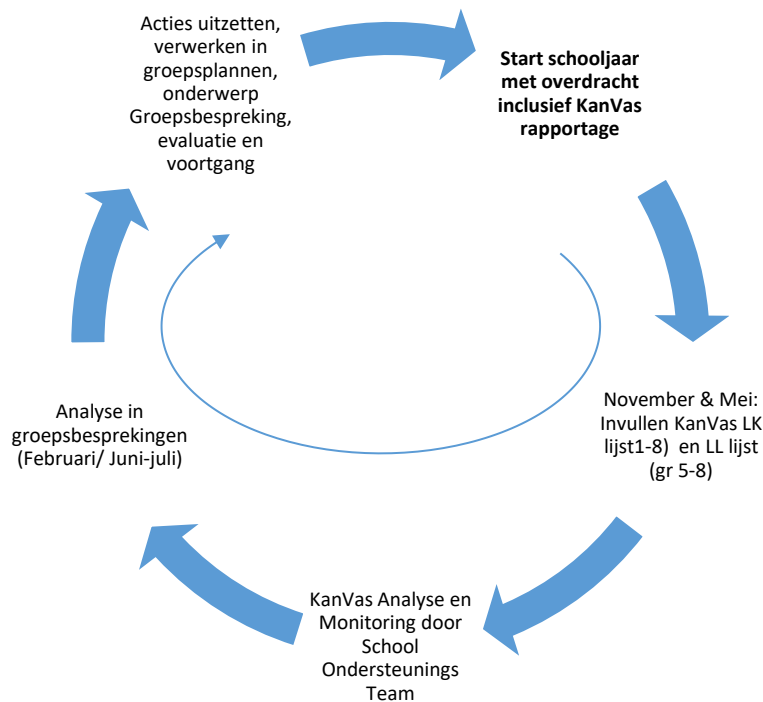 Acties uitzetten,
verwerken in
groepsplannen,
onderwerp
Groepsbespreking,
evaluatie en
voortgang
Start schooljaar
met overdracht
inclusief KanVas
rapportage
November & Mei:
Invullen KanVas LK
lijst1-8)  en LL lijst
(gr 5-8)
KanVas Analyse en
Monitoring door
School
Ondersteunings
Team
Analyse in
groepsbesprekingen
(Februari/ Juni-juli)